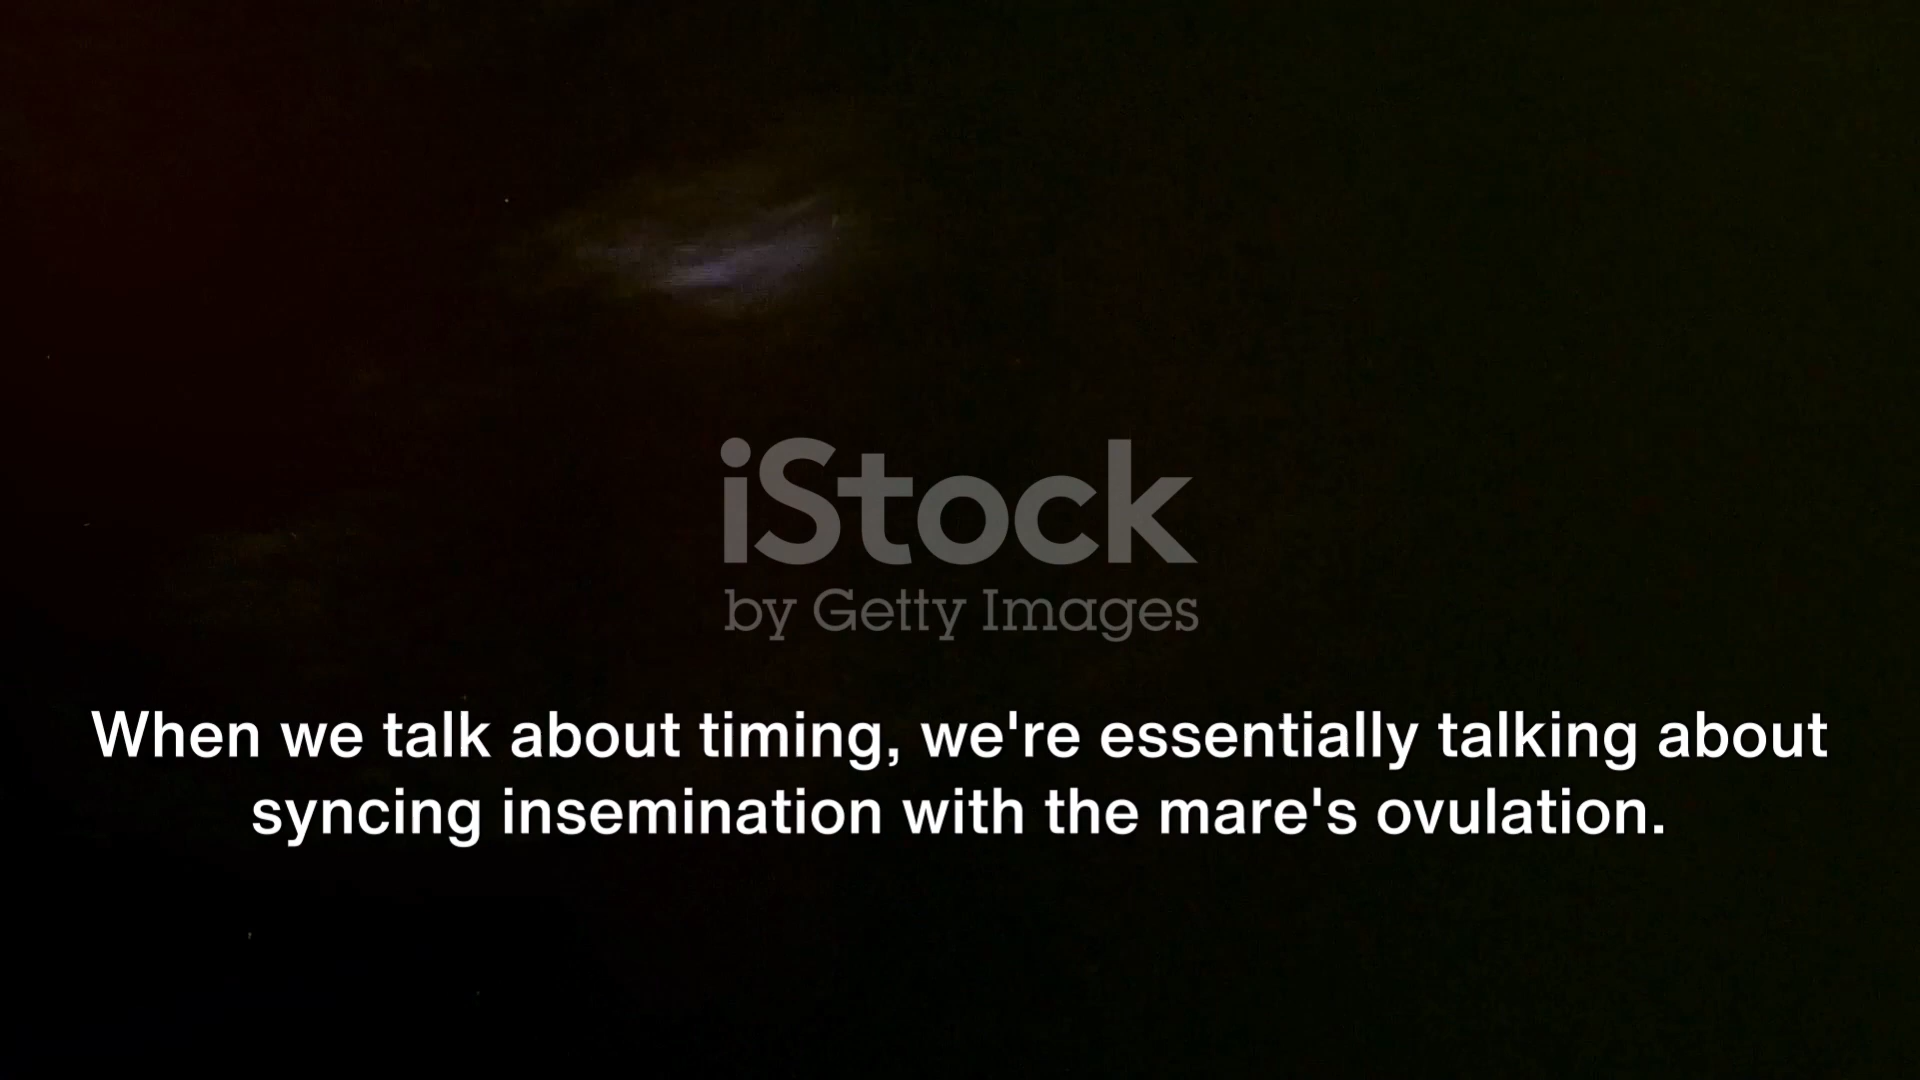 iStock
by Getty Images
When we talk about timing, we're essentially talking about
syncing insemination with the mare's ovulation.